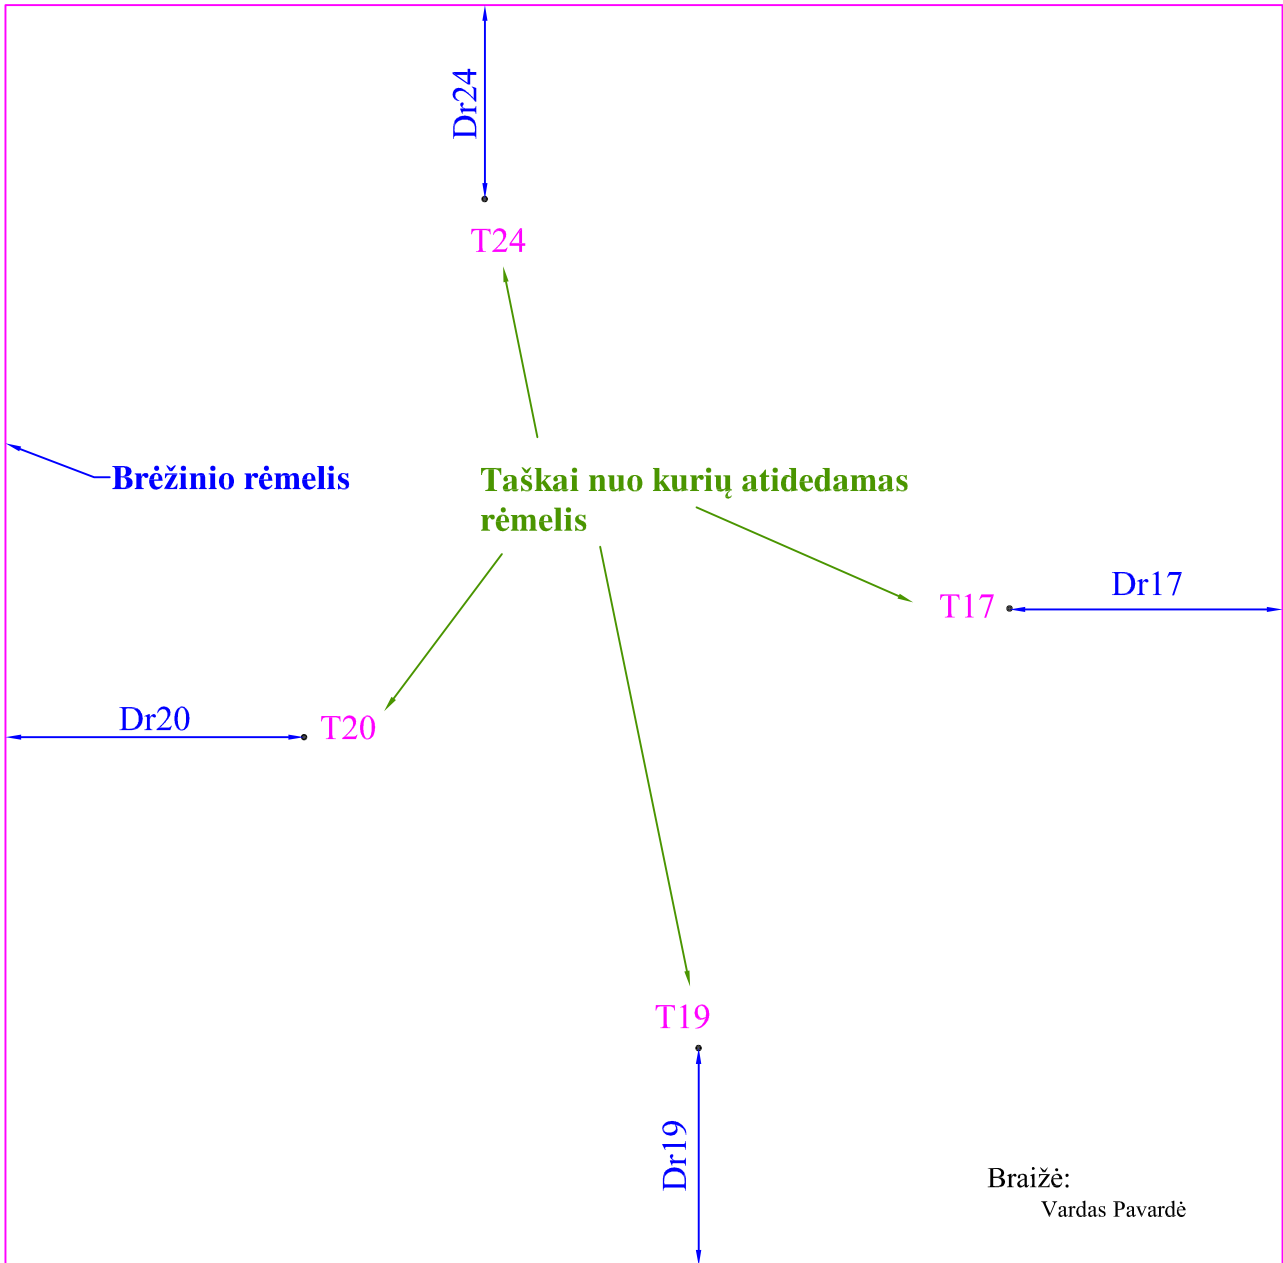 Dr24
T24
Brėžinio rėmelis
Taškai nuo kurių atidedamas
rėmelis
Dr17
T17
Dr20
T20
T19
Dr19
Braižė:
Vardas Pavardė